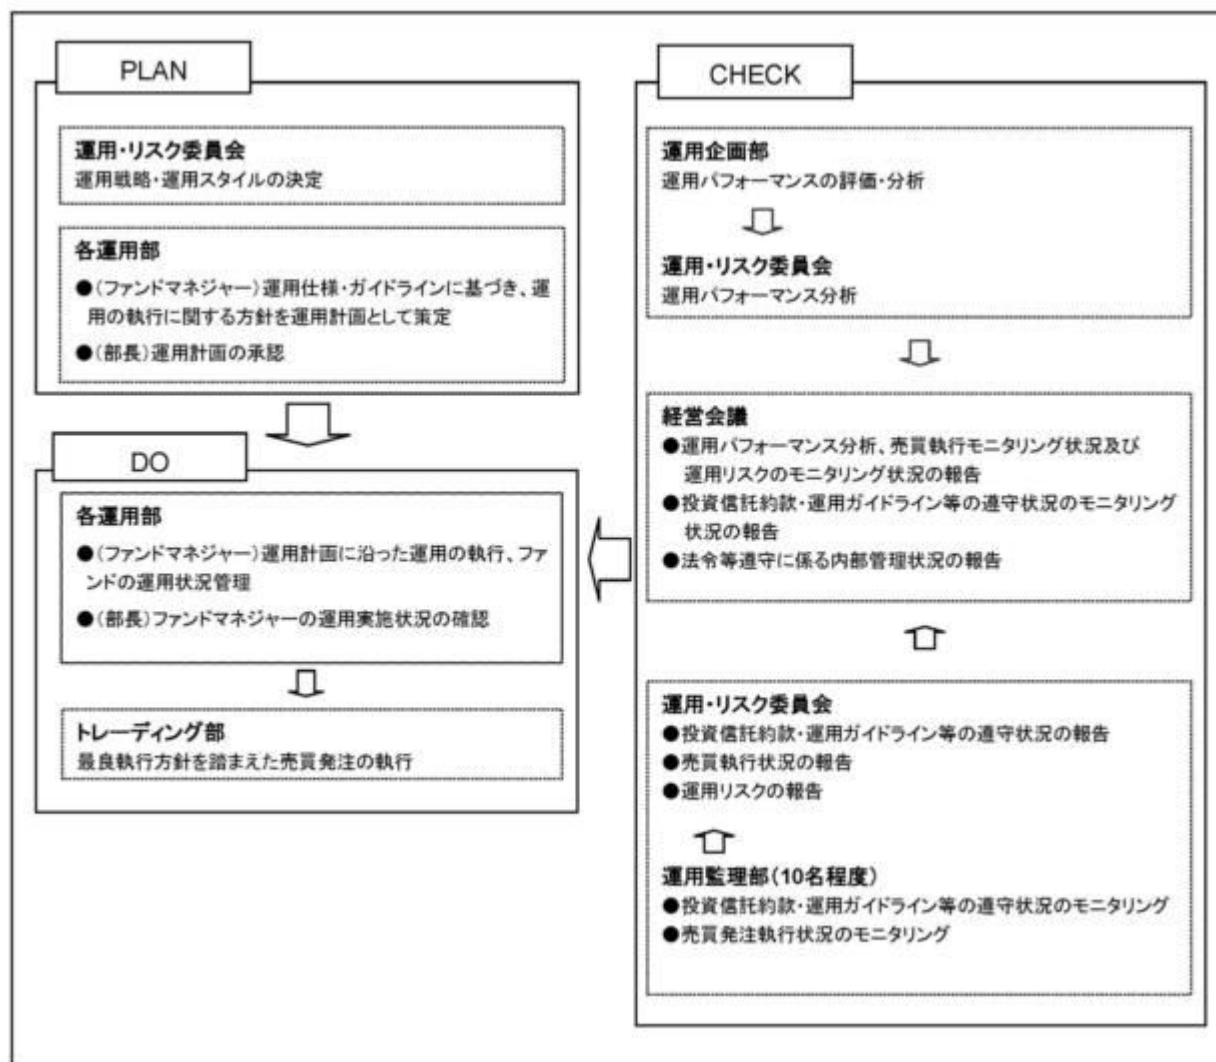 PLAN
運用・リスク委員会
運用戦略・運用スタイルの決定
各運用部
●(ファンドマネジャー)運用仕様・ガイドラインに基づき、運
用の執行に関する方針を運用計画として策定
●(部長)運用計画の承認
DO
各運用部
●(ファンドマネジャー)運用計画に沿った運用の執行、ファ
ンドの運用状況管理
●(部長)ファンドマネジャーの運用実施状況の確認
トレーディング部
最良執行方針を踏まえた売買発注の執行
CHECK
運用企画部
運用パフォーマンスの評価・分析
運用・リスク委員会
運用パフォーマンス分析
経営会議
●運用パフォーマンス分析、売買執行モニタリング状況及び
運用リスクのモニタリング状況の報告
●投資信託約款・運用ガイドライン等の遵守状況のモニタリング
状況の報告
●法令等遵守に係る内部管理状況の報告
運用・リスク委員会
●投資信託約款・運用ガイドライン等の遵守状況の報告
●売買執行状況の報告
●運用リスクの報告
運用監理部(10名程度)
●投資信託約款・運用ガイドライン等の遵守状況のモニタリング
●売買発注執行状況のモニタリング